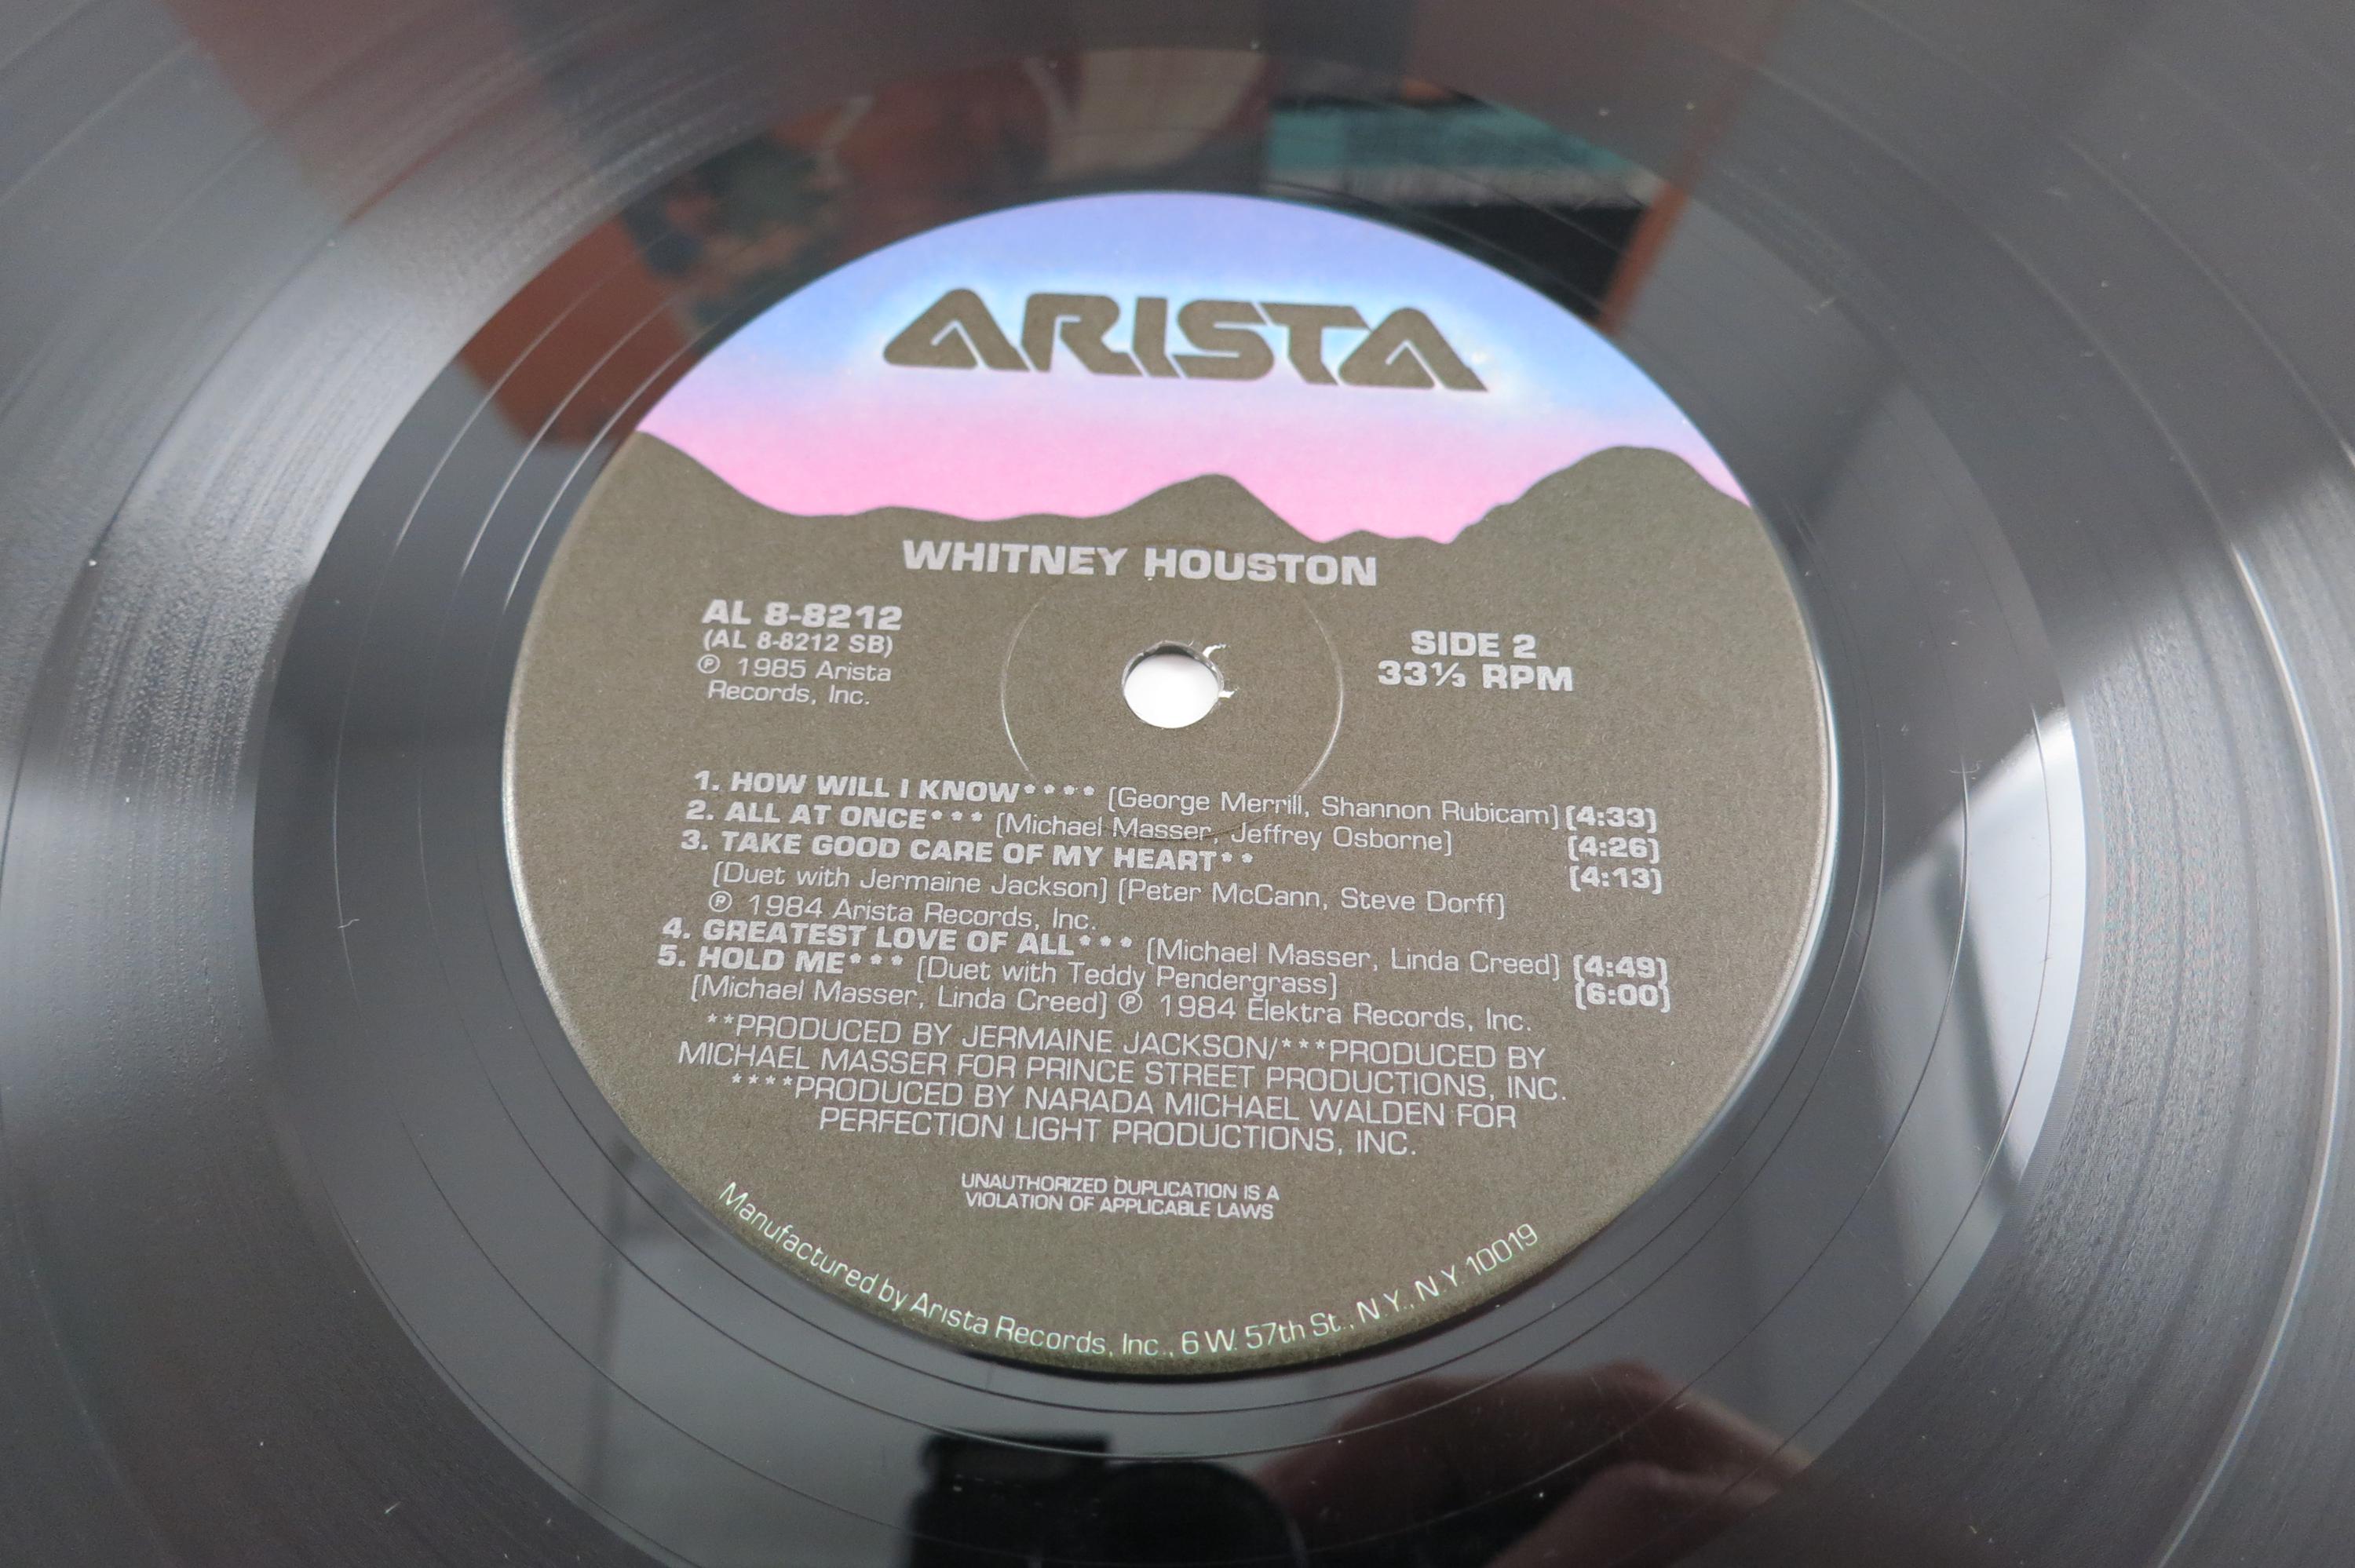 ARISTA
WHITNEY HOUSTON
AL 8-8212
(AL 8-8212 SB)
℗ 1985 Arista
Records, Inc.
SIDE 2
33⅓ RPM
1. HOW WILL I KNOW**** [George Merrill, Shannon Rubicam] [4:33]
2. ALL AT ONCE*** [Michael Masser, Jeffrey Osborne] [4:26]
3. TAKE GOOD CARE OF MY HEART** [4:13]
[Duet with Jermaine Jackson] [Peter McCann, Steve Dorff]
℗ 1984 Arista Records, Inc.
4. GREATEST LOVE OF ALL*** [Michael Masser, Linda Creed] [4:49]
5. HOLD ME*** [Duet with Teddy Pendergrass] [6:00]
[Michael Masser, Linda Creed] ℗ 1984 Elektra Records, Inc.
**PRODUCED BY JERMAINE JACKSON/***PRODUCED BY
MICHAEL MASSER FOR PRINCE STREET PRODUCTIONS, INC.
****PRODUCED BY NARADA MICHAEL WALDEN FOR
PERFECTION LIGHT PRODUCTIONS, INC.
UNAUTHORIZED DUPLICATION IS A
VIOLATION OF APPLICABLE LAWS
Manufactured by Arista Records, Inc., 6 W. 57th St., N.Y., N.Y. 10019